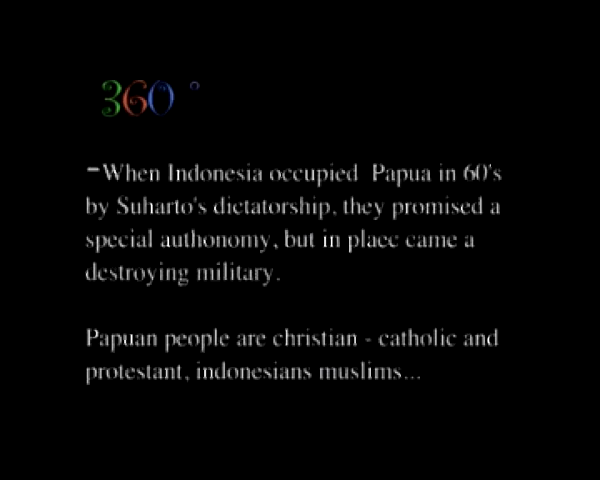 360 °
-When Indonesia occupied Papua in 60's
by Suharto's dictatorship, they promised a
special authonomy, but in place came a
destroying military.
Papuan people are christian - catholic and
protestant, indonesians muslims...